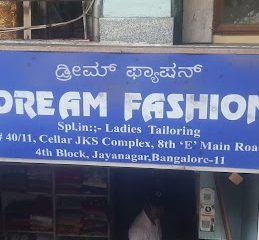 ಡ್ರೀಮ್ ಫ್ಯಾಷನ್
DREAM FASHION
Spl.in:;- Ladies Tailoring
# 40/11, Cellar JKS Complex, 8th 'E' Main Road
4th Block, Jayanagar,Bangalore-11